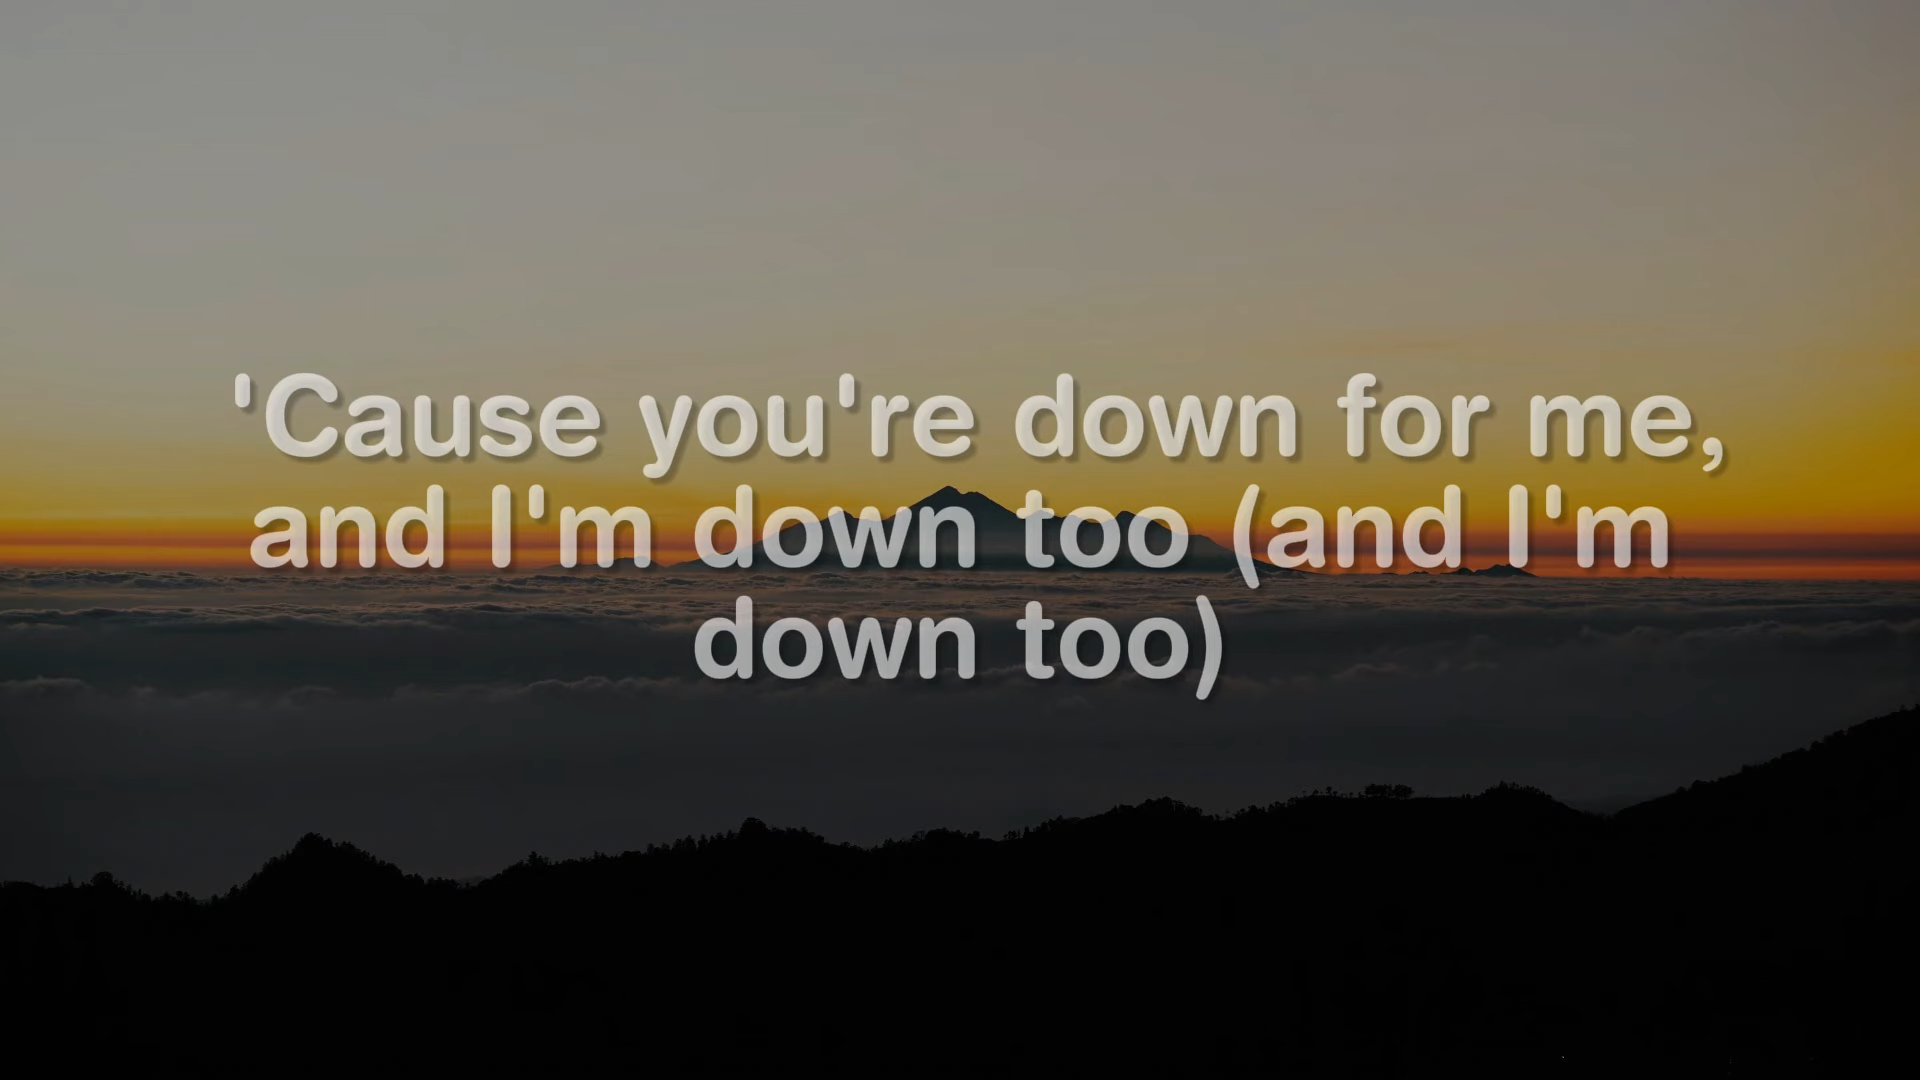 'Cause you're down for me,
and I'm down too (and I'm
down too)